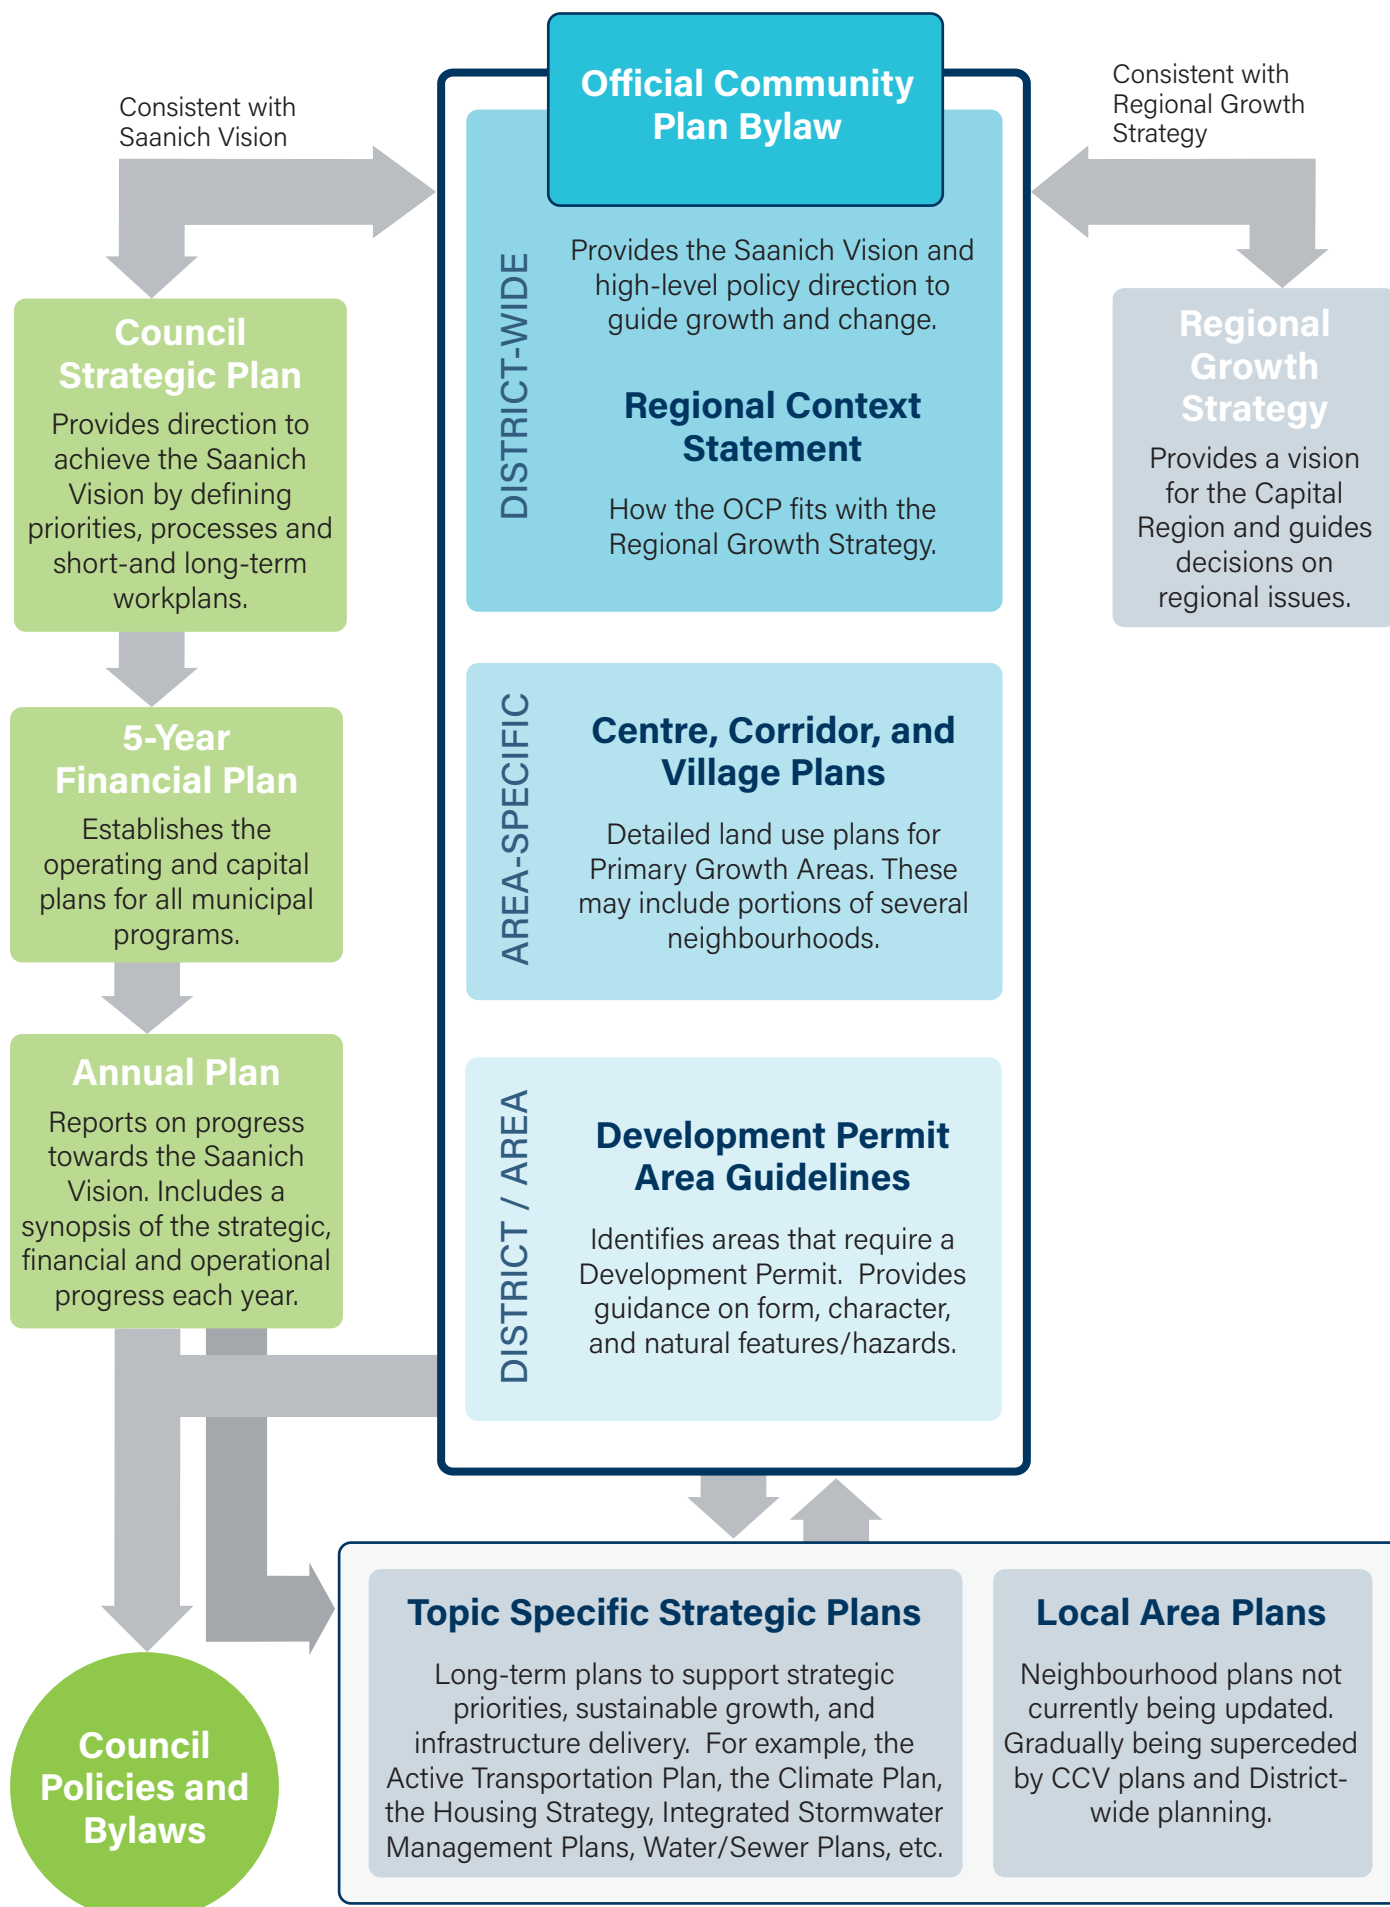 Consistent with
Saanich Vision
Official Community
Plan Bylaw
Consistent with
Regional Growth
Strategy
DISTRICT-WIDE
Provides the Saanich Vision and
high-level policy direction to
guide growth and change.
Regional Context
Statement
How the OCP fits with the
Regional Growth Strategy.
Council
Strategic Plan
Provides direction to
achieve the Saanich
Vision by defining
priorities, processes and
short-and long-term
workplans.
Regional
Growth
Strategy
Provides a vision
for the Capital
Region and guides
decisions on
regional issues.
5-Year
Financial Plan
Establishes the
operating and capital
plans for all municipal
programs.
AREA-SPECIFIC
Centre, Corridor, and
Village Plans
Detailed land use plans for
Primary Growth Areas. These
may include portions of several
neighbourhoods.
Annual Plan
Reports on progress
towards the Saanich
Vision. Includes a
synopsis of the strategic,
financial and operational
progress each year.
DISTRICT / AREA
Development Permit
Area Guidelines
Identifies areas that require a
Development Permit.  Provides
guidance on form, character,
and natural features/hazards.
Council
Policies and
Bylaws
Topic Specific Strategic Plans
Long-term plans to support strategic
priorities, sustainable growth, and
infrastructure delivery.  For example, the
Active Transportation Plan, the Climate Plan,
the Housing Strategy, Integrated Stormwater
Management Plans, Water/Sewer Plans, etc.
Local Area Plans
Neighbourhood plans not
currently being updated.
Gradually being superceded
by CCV plans and District-
wide planning.